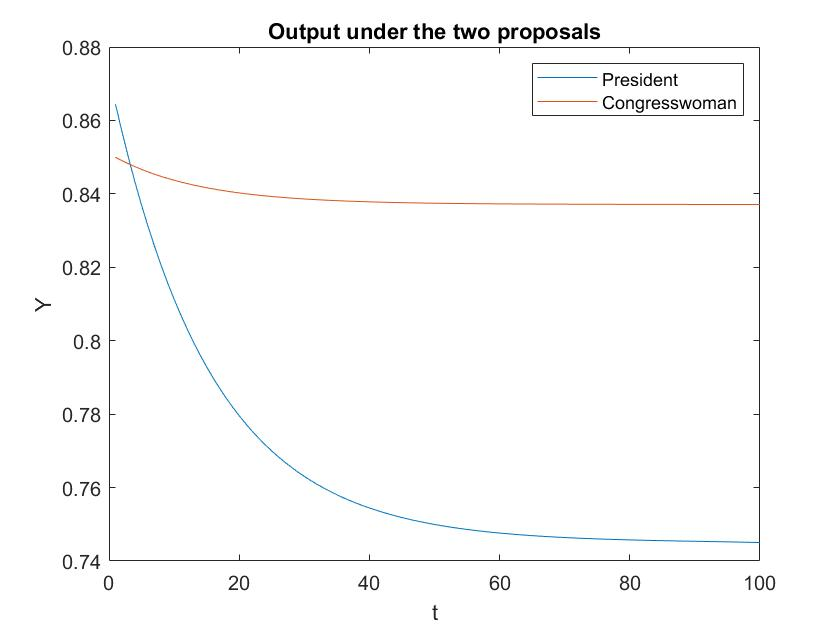 Output under the two proposals
President
Congresswoman
0.88
0.86
0.84
0.82
0.8
0.78
0.76
0.74
Y
0 20 40 60 80 100
t